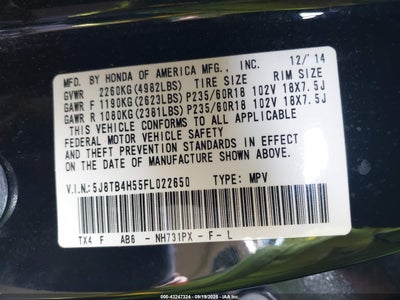 MFD. BY HONDA OF AMERICA MFG., INC. 12/'14
GVWR 2260KG(4982LBS) TIRE SIZE RIM SIZE
GAWR F 1190KG(2623LBS) P235/60R18 102V 18X7.5J
GAWR R 1080KG(2381LBS) P235/60R18 102V 18X7.5J
THIS VEHICLE CONFORMS TO ALL APPLICABLE
FEDERAL MOTOR VEHICLE SAFETY
AND THEFT PREVENTION STANDARDS IN EFFECT
ON THE DATE OF MANUFACTURE SHOWN ABOVE.
V.I.N.: 5J8TB4H55FL022650 TYPE: MPV
TX4 F AB6 - NH731PX - F - L
000-43247324 - 09/19/2025 - IAAI.COM